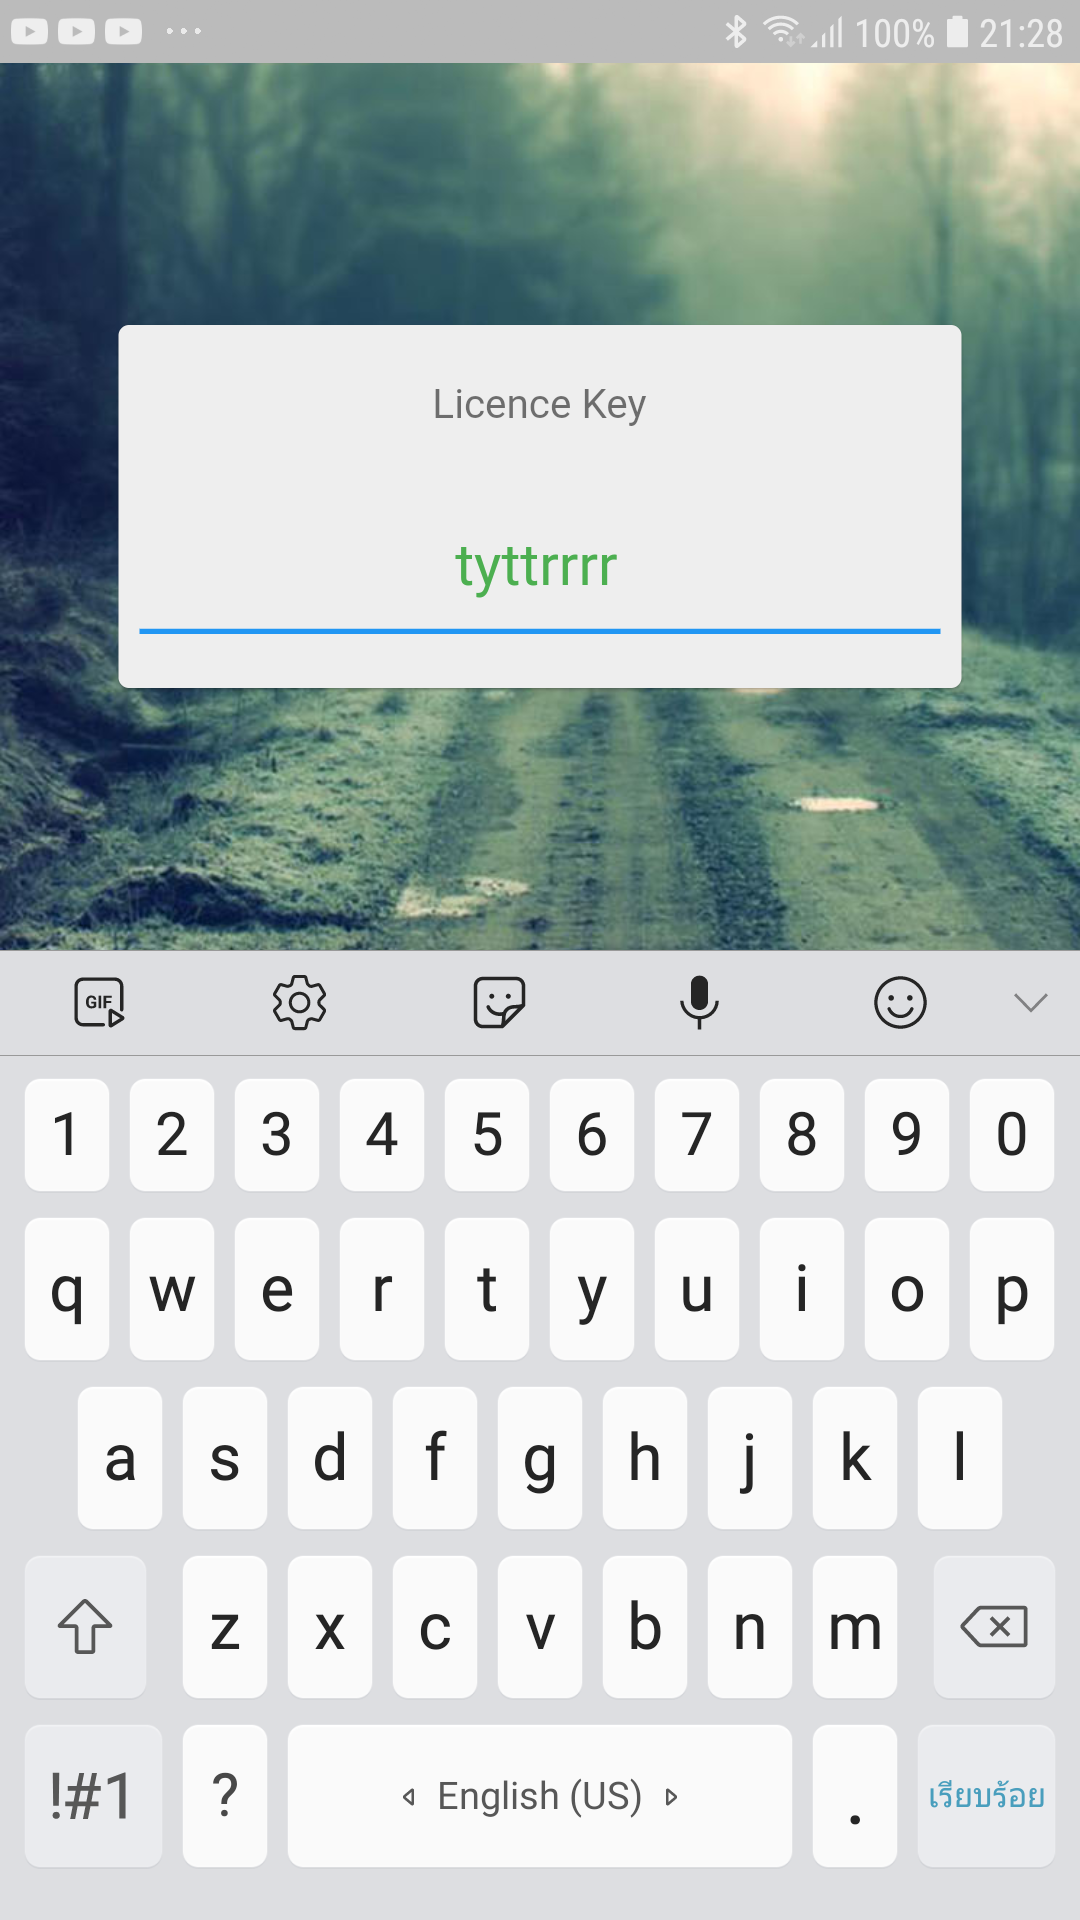 100% 21:28
Licence Key
tyttrrrr
GIF
1 2 3 4 5 6 7 8 9 0
q w e r t y u i o p
a s d f g h j k l
z x c v b n m
!#1 ? English (US) . เรียบร้อย